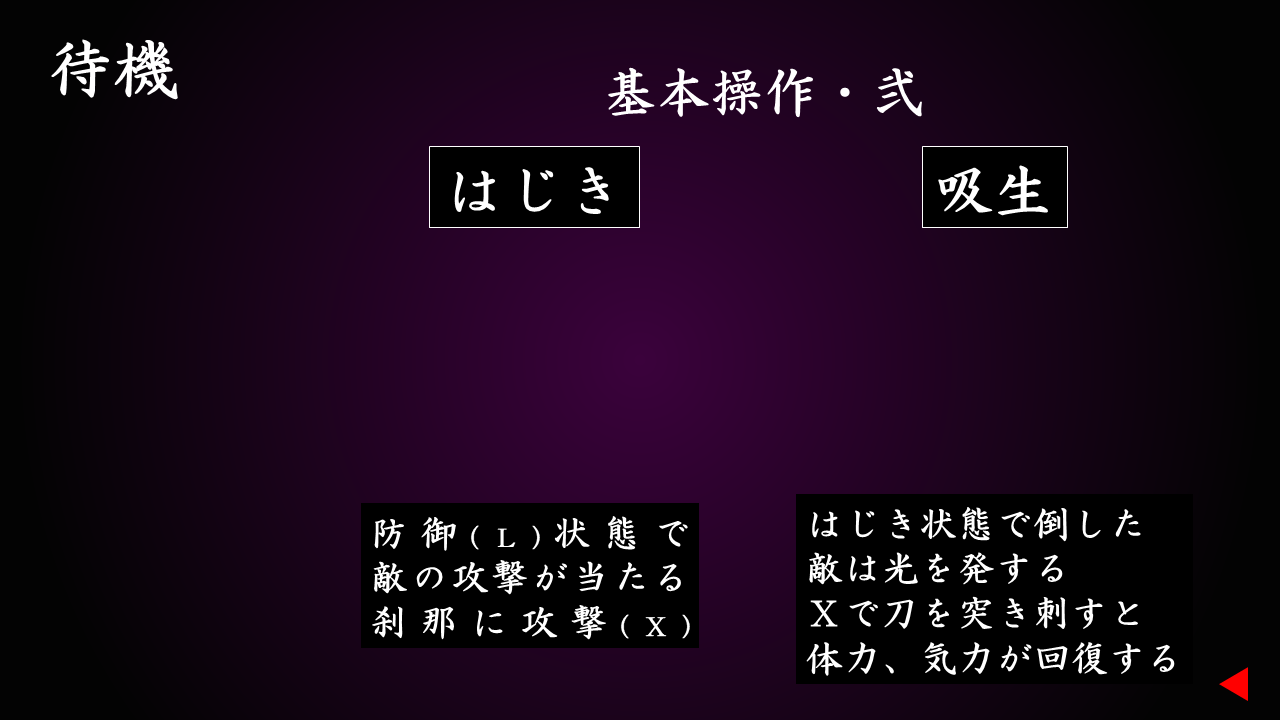 待機
基本操作・弐
はじき
吸生
防御(L)状態で
敵の攻撃が当たる
刹那に攻撃(X)
はじき状態で倒した
敵は光を発する
Xで刀を突き刺すと
体力、気力が回復する